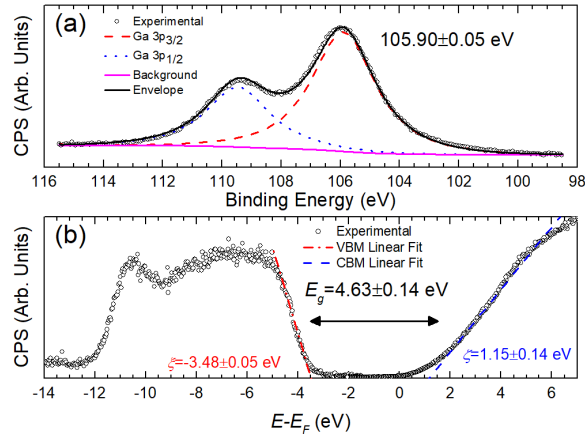 (a)
Experimental
Ga 3p3/2
Ga 3p1/2
Background
Envelope
105.90±0.05 eV
CPS (Arb. Units)
116 114 112 110 108 106 104 102 100 98
Binding Energy (eV)
(b)
Experimental
VBM Linear Fit
CBM Linear Fit
Eg=4.63±0.14 eV
ξ=-3.48±0.05 eV
ζ=1.15±0.14 eV
CPS (Arb. Units)
-14 -12 -10 -8 -6 -4 -2 0 2 4 6
E-EF (eV)